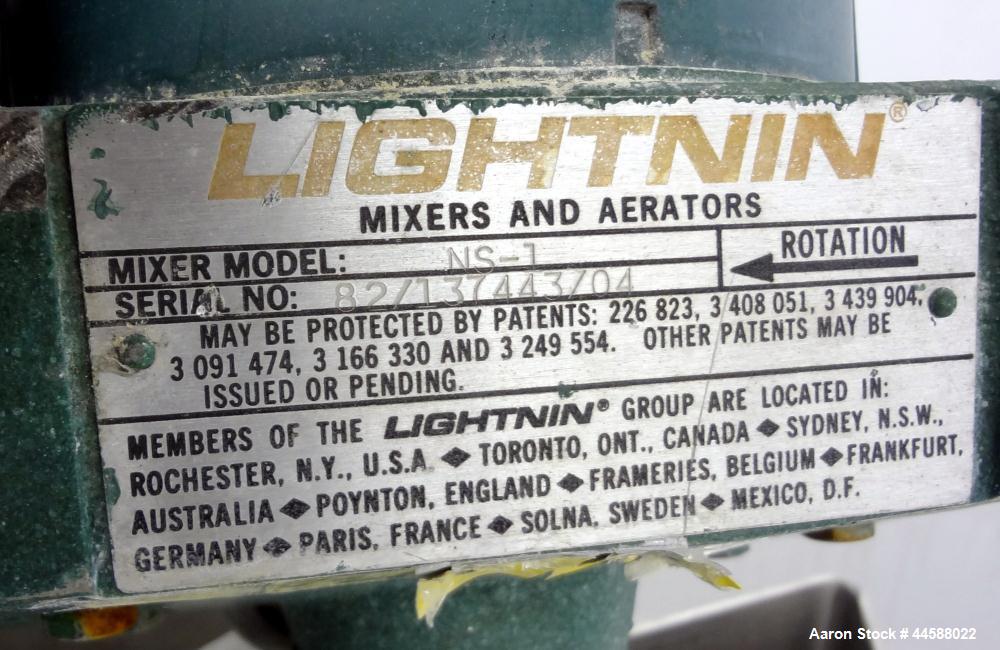 LIGHTNIN®
MIXERS AND AERATORS
MIXER MODEL: NS-1
ROTATION
SERIAL NO: 82/137443/04
MAY BE PROTECTED BY PATENTS: 226 823, 3 408 051, 3 439 904,
3 091 474, 3 166 330 AND 3 249 554. OTHER PATENTS MAY BE
ISSUED OR PENDING.
MEMBERS OF THE LIGHTNIN® GROUP ARE LOCATED IN:
ROCHESTER, N.Y., U.S.A ◆ TORONTO, ONT., CANADA ◆ SYDNEY, N.S.W.,
AUSTRALIA ◆ POYNTON, ENGLAND ◆ FRAMERIES, BELGIUM ◆ FRANKFURT,
GERMANY ◆ PARIS, FRANCE ◆ SOLNA, SWEDEN ◆ MEXICO, D.F.
Aaron Stock # 44588022